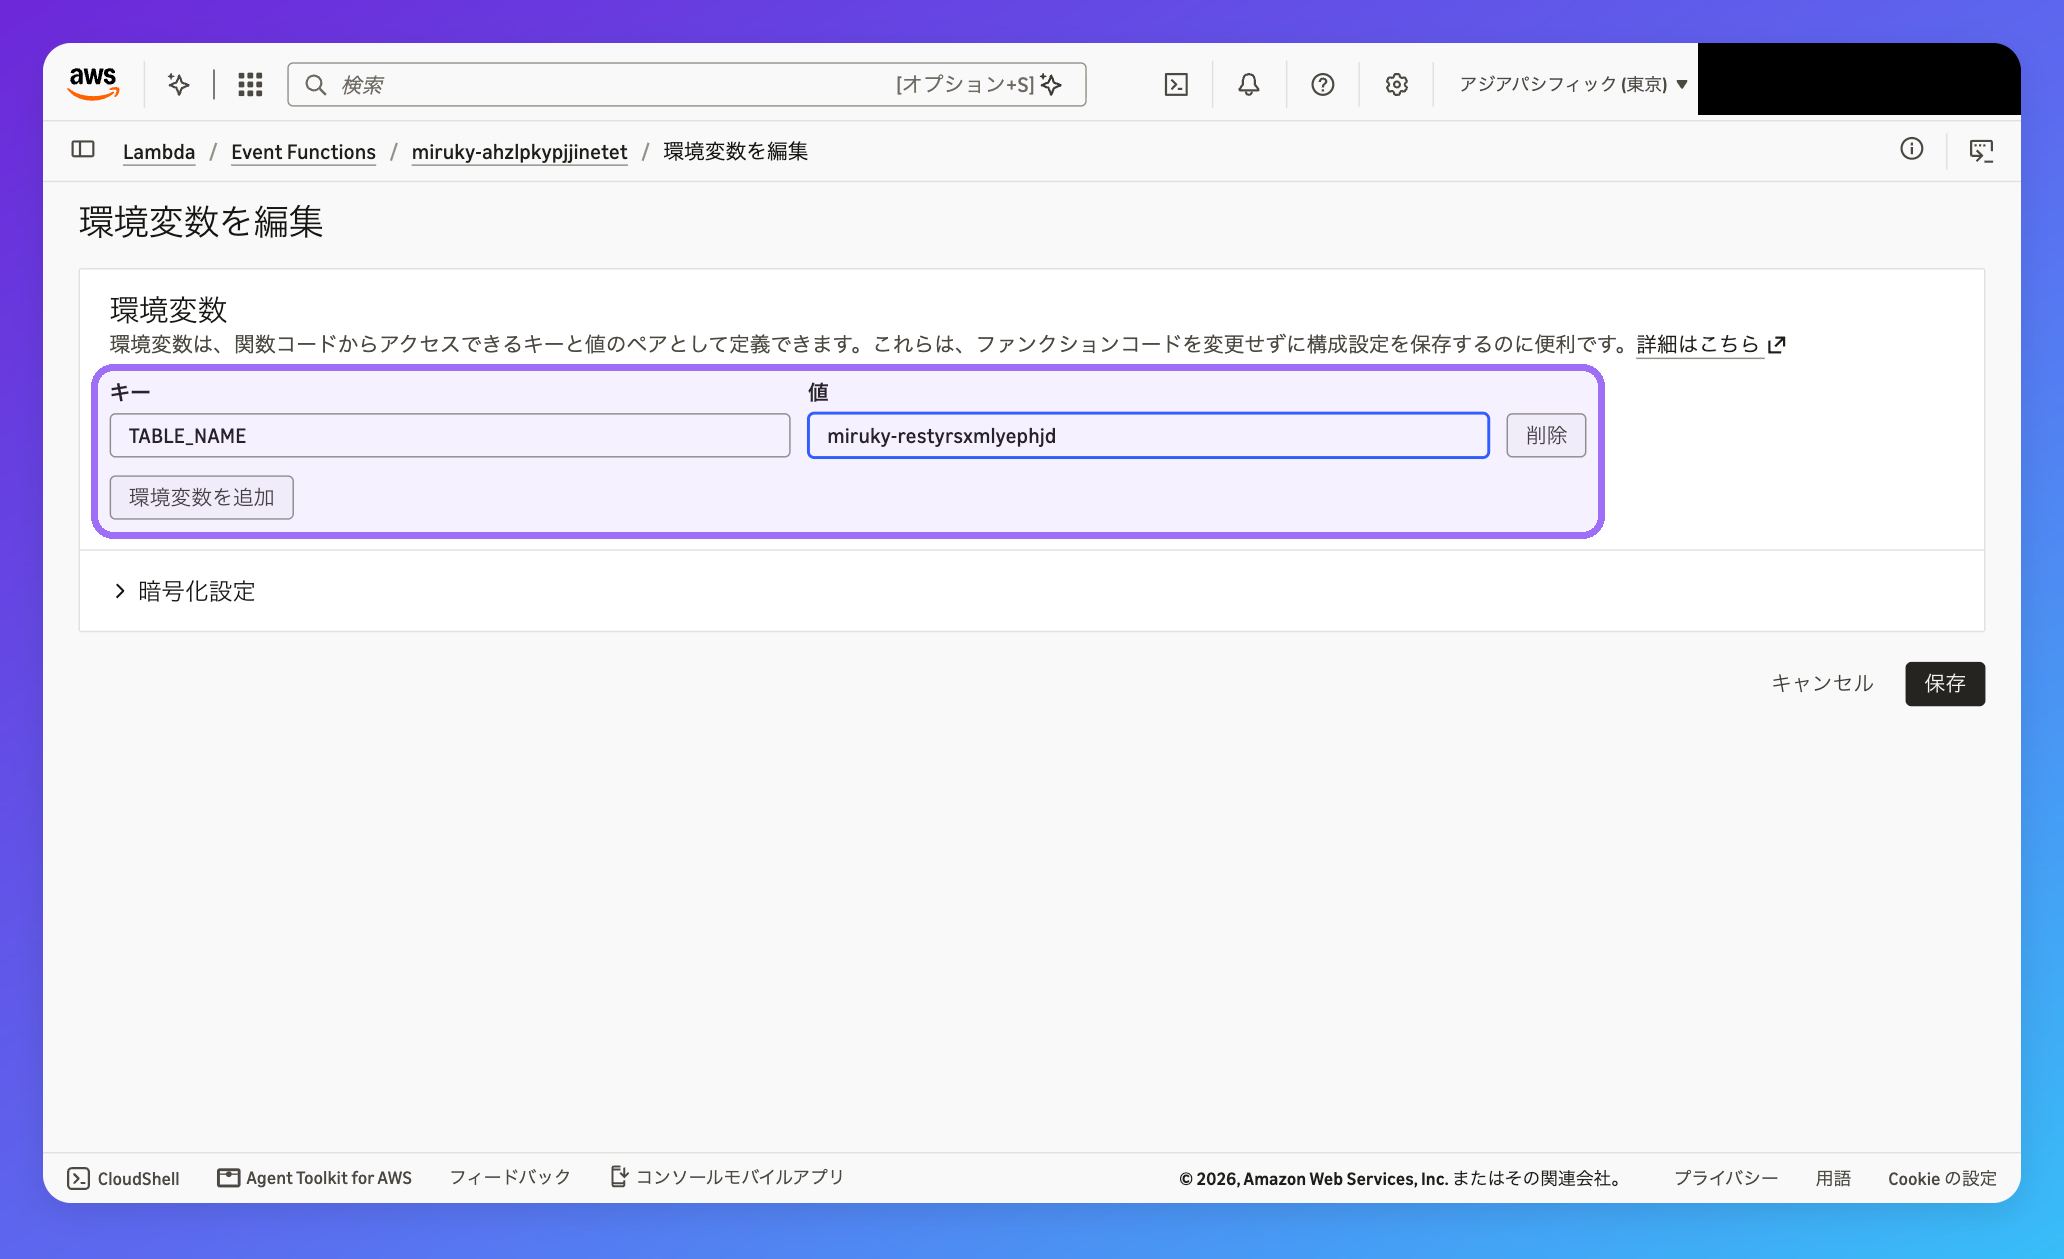 aws
検索
[オプション+S]
アジアパシフィック (東京) ▼
Lambda / Event Functions / miruky-ahzlpkypjjinetet / 環境変数を編集
環境変数を編集
環境変数
環境変数は、関数コードからアクセスできるキーと値のペアとして定義できます。これらは、ファンクションコードを変更せずに構成設定を保存するのに便利です。詳細はこちら
キー
値
TABLE_NAME
miruky-restyrsxmlyephjd
削除
環境変数を追加
暗号化設定
キャンセル
保存
CloudShell
Agent Toolkit for AWS
フィードバック
コンソールモバイルアプリ
© 2026, Amazon Web Services, Inc. またはその関連会社。
プライバシー
用語
Cookie の設定